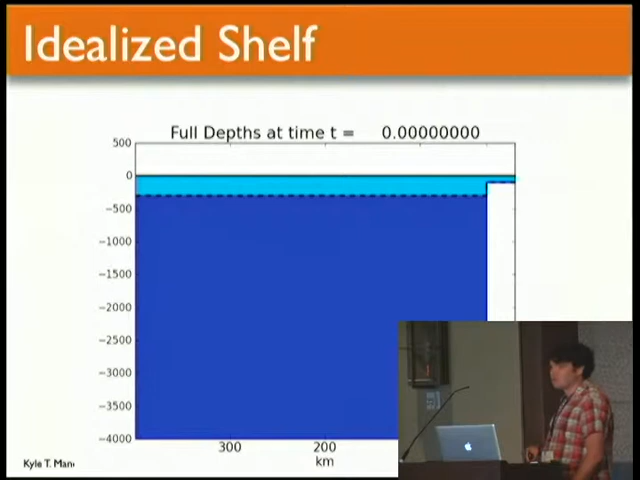 Idealized Shelf
Full Depths at time t = 0.00000000
500
0
−500
−1000
−1500
−2000
−2500
−3000
−3500
−4000
300 200
km
Kyle T.